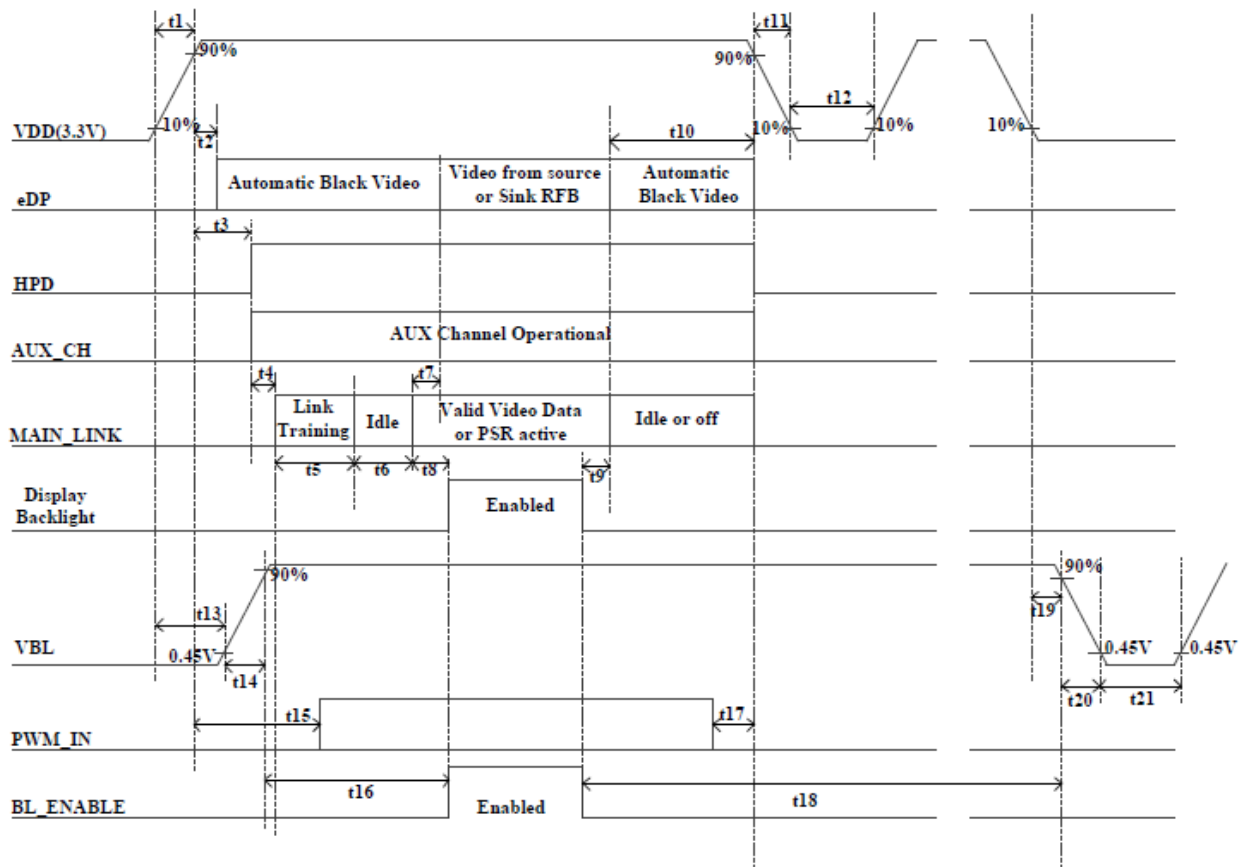 t1
t11
90%
90%
t12
VDD(3.3V)
10%
t2
t10
10%
10%
10%
eDP
Automatic Black Video
Video from source
or Sink RFB
Automatic
Black Video
t3
HPD
AUX_CH
AUX Channel Operational
t4
t7
MAIN_LINK
Link
Training
Idle
Valid Video Data
or PSR active
Idle or off
t5
t6
t8
t9
Display
Backlight
Enabled
90%
90%
t13
t19
VBL
0.45V
0.45V
0.45V
t14
t20
t21
t15
t17
PWM_IN
t16
t18
BL_ENABLE
Enabled